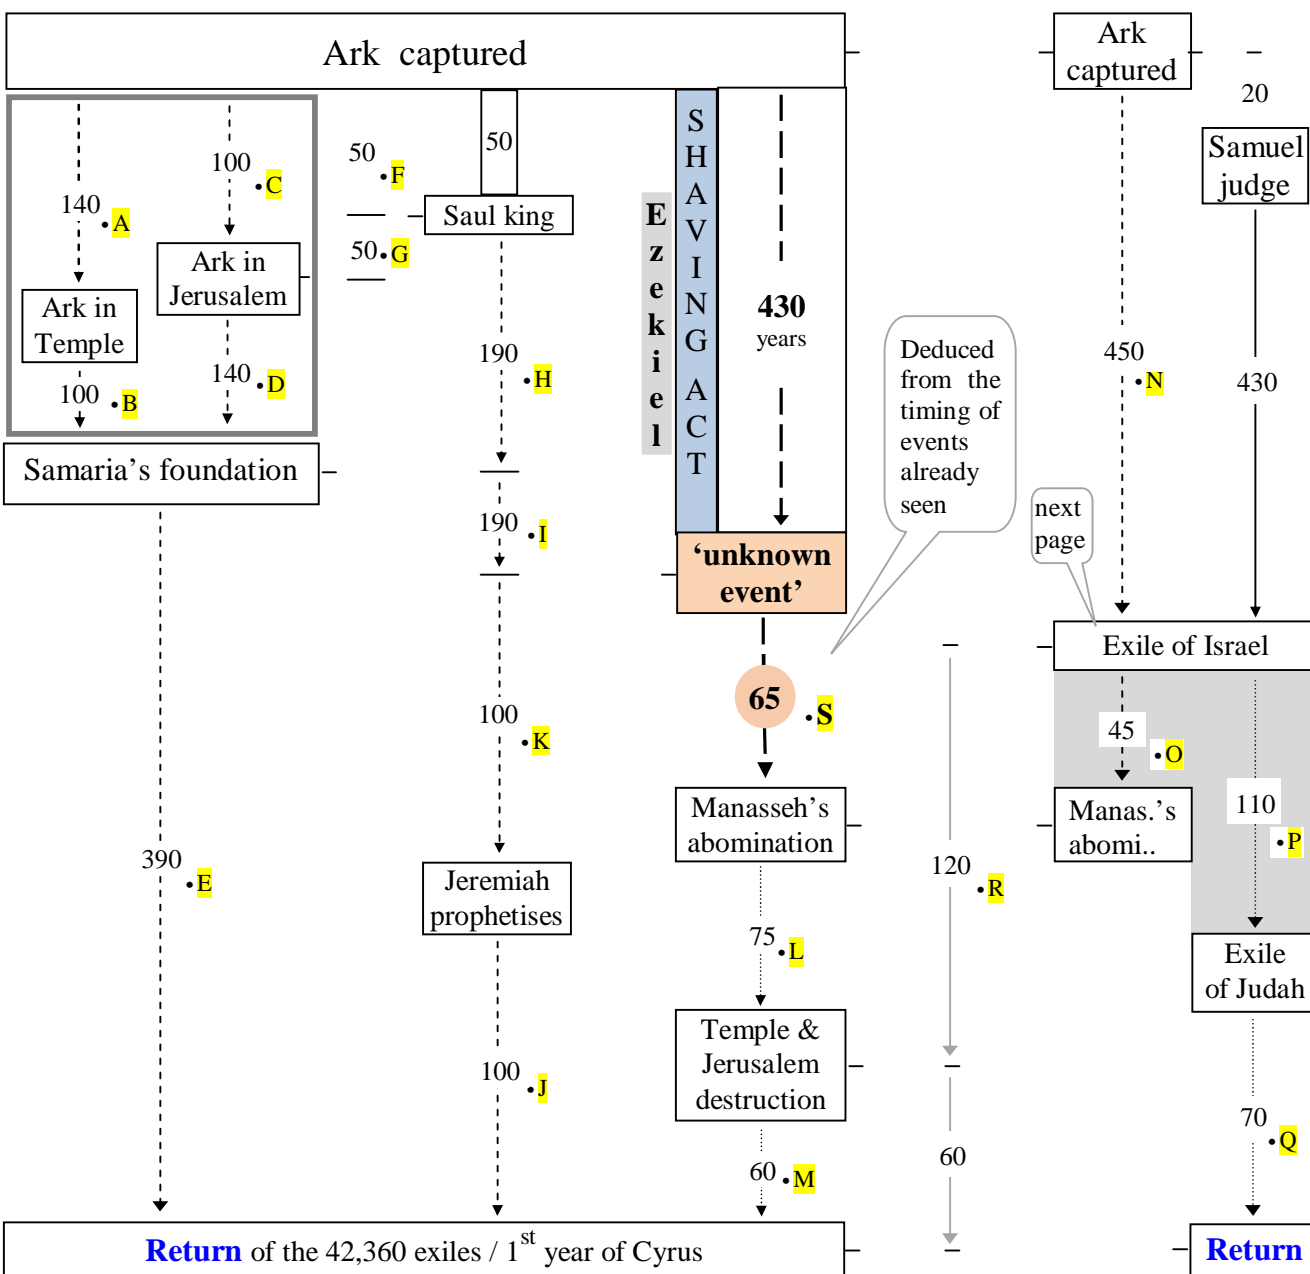 Ark captured
Ark
captured
20
Samuel
judge
50
S
H
A
V
I
N
G
A
C
T
E
z
e
k
i
e
l
430
years
100
• C
140
• A
50
• F
Saul king
50
• G
Ark in
Jerusalem
Ark in
Temple
140
• D
100
• B
190
• H
Deduced
from the
timing of
events
already
seen
450
• N
430
Samaria’s foundation
190
• I
next
page
‘unknown
event’
Exile of Israel
65
• S
100
• K
45
• O
110
• P
Manasseh’s
abomination
Manas.’s
abomi..
390
• E
Jeremiah
prophetises
120
• R
75
• L
Exile
of Judah
Temple &
Jerusalem
destruction
100
• J
70
• Q
60
• M
60
Return of the 42,360 exiles / 1st year of Cyrus
Return